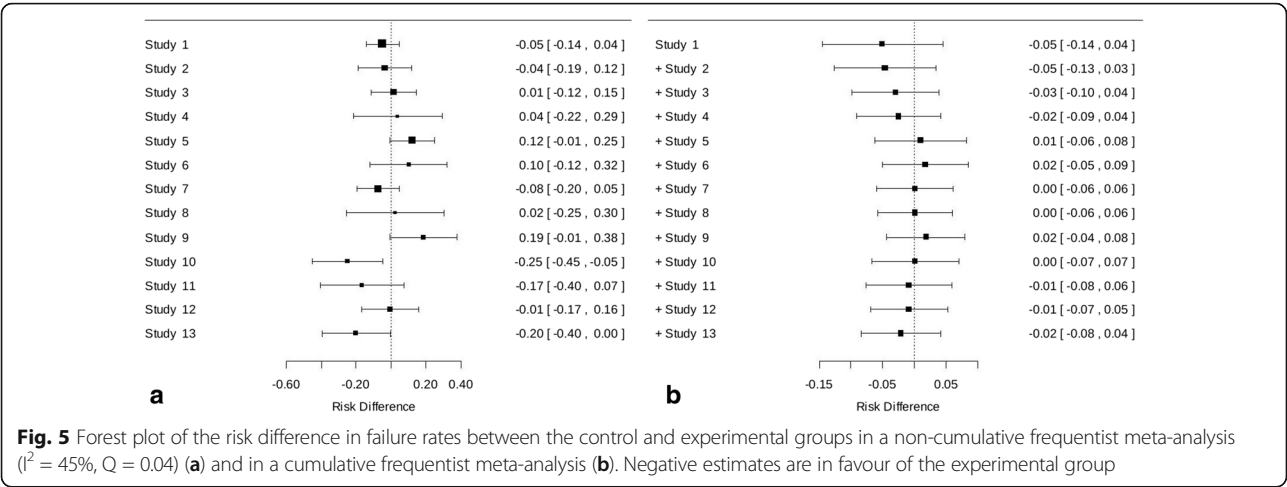 Study 1 -0.05 [ -0.14 , 0.04 ]
Study 2 -0.04 [ -0.19 , 0.12 ]
Study 3 0.01 [ -0.12 , 0.15 ]
Study 4 0.04 [ -0.22 , 0.29 ]
Study 5 0.12 [ -0.01 , 0.25 ]
Study 6 0.10 [ -0.12 , 0.32 ]
Study 7 -0.08 [ -0.20 , 0.05 ]
Study 8 0.02 [ -0.25 , 0.30 ]
Study 9 0.19 [ -0.01 , 0.38 ]
Study 10 -0.25 [ -0.45 , -0.05 ]
Study 11 -0.17 [ -0.40 , 0.07 ]
Study 12 -0.01 [ -0.17 , 0.16 ]
Study 13 -0.20 [ -0.40 , 0.00 ]
-0.60 -0.20 0.20 0.40
Risk Difference
a
Study 1 -0.05 [ -0.14 , 0.04 ]
+ Study 2 -0.05 [ -0.13 , 0.03 ]
+ Study 3 -0.03 [ -0.10 , 0.04 ]
+ Study 4 -0.02 [ -0.09 , 0.04 ]
+ Study 5 0.01 [ -0.06 , 0.08 ]
+ Study 6 0.02 [ -0.05 , 0.09 ]
+ Study 7 0.00 [ -0.06 , 0.06 ]
+ Study 8 0.00 [ -0.06 , 0.06 ]
+ Study 9 0.02 [ -0.04 , 0.08 ]
+ Study 10 0.00 [ -0.07 , 0.07 ]
+ Study 11 -0.01 [ -0.08 , 0.06 ]
+ Study 12 -0.01 [ -0.07 , 0.05 ]
+ Study 13 -0.02 [ -0.08 , 0.04 ]
-0.15 -0.05 0.05
Risk Difference
b
Fig. 5 Forest plot of the risk difference in failure rates between the control and experimental groups in a non-cumulative frequentist meta-analysis
(I² = 45%, Q = 0.04) (a) and in a cumulative frequentist meta-analysis (b). Negative estimates are in favour of the experimental group